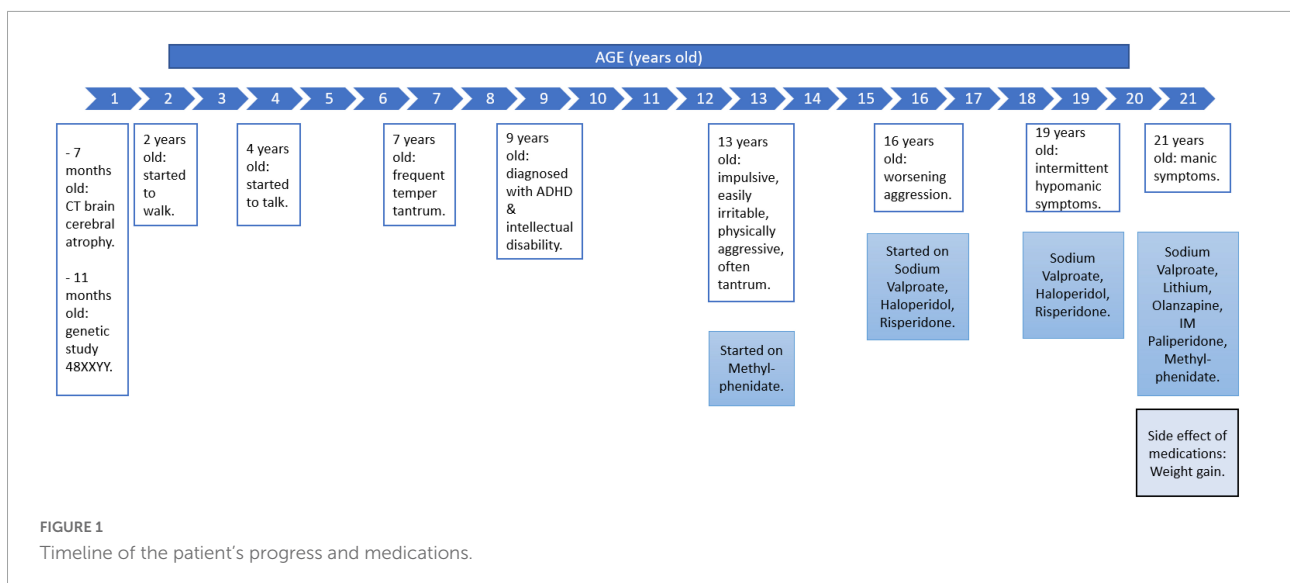 AGE (years old)
1 2 3 4 5 6 7 8 9 10 11 12 13 14 15 16 17 18 19 20 21
- 7
months
old:
CT brain
cerebral
atrophy.
- 11
months
old:
genetic
study
48XXYY.
2 years
old:
started
to
walk.
4 years
old:
started
to talk.
7 years
old:
frequent
temper
tantrum.
9 years
old:
diagnosed
with ADHD
&
intellectual
disability.
13 years
old:
impulsive,
easily
irritable,
physically
aggressive,
often
tantrum.
Started on
Methyl-
phenidate.
16 years
old:
worsening
aggression.
Started on
Sodium
Valproate,
Haloperidol,
Risperidone.
19 years
old:
intermittent
hypomanic
symptoms.
Sodium
Valproate,
Haloperidol,
Risperidone.
21 years
old: manic
symptoms.
Sodium
Valproate,
Lithium,
Olanzapine,
IM
Paliperidone,
Methyl-
phenidate.
Side effect of
medications:
Weight gain.
FIGURE 1
Timeline of the patient's progress and medications.